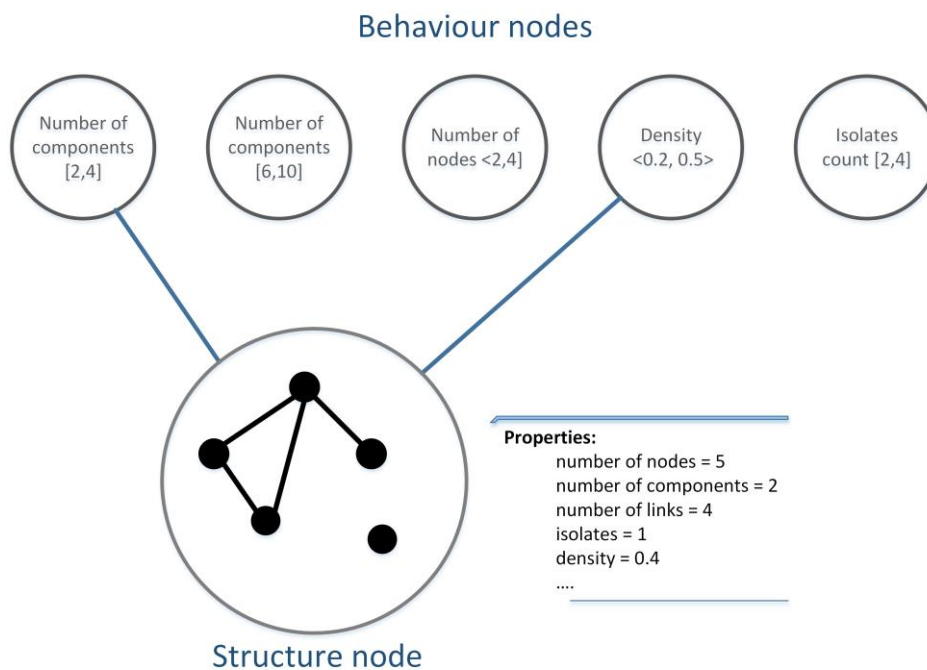 Behaviour nodes
Number of
components
[2,4]
Number of
components
[6,10]
Number of
nodes <2,4]
Density
<0.2, 0.5>
Isolates
count [2,4]
Properties:
number of nodes = 5
number of components = 2
number of links = 4
isolates = 1
density = 0.4
....
Structure node